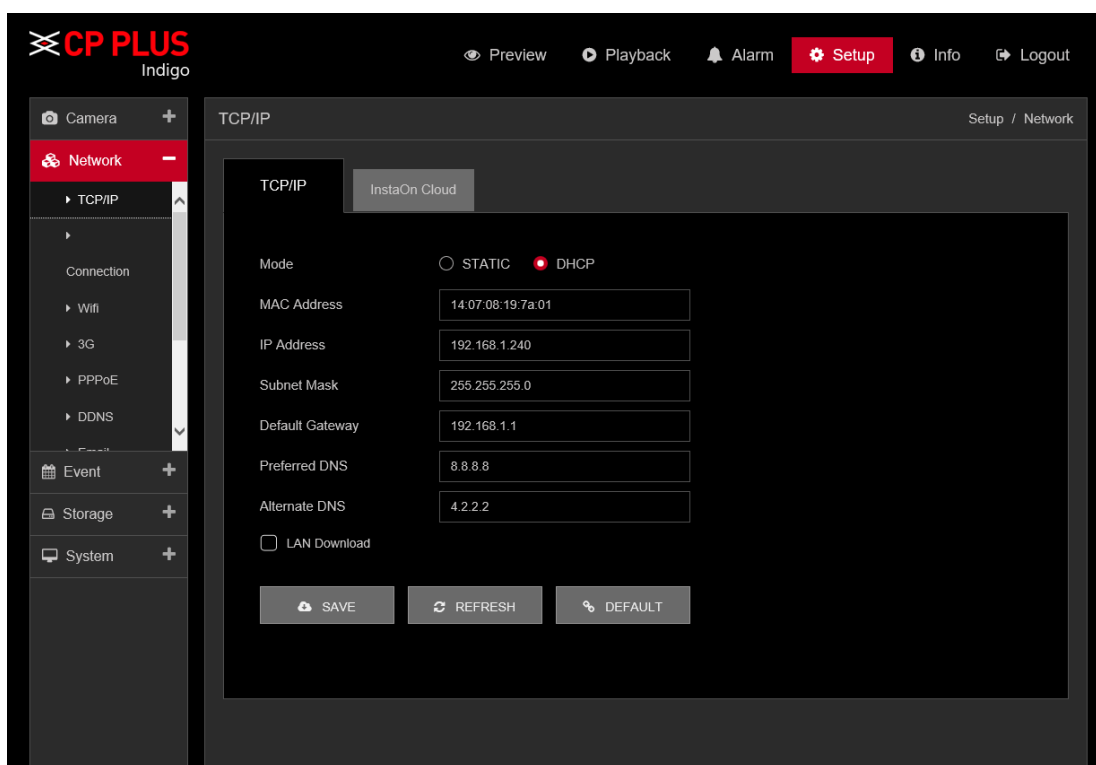 CP PLUS
Indigo
Preview Playback Alarm Setup Info Logout
Camera
Network
TCP/IP
Connection
Wifi
3G
PPPoE
DDNS
Email
Event
Storage
System
TCP/IP Setup / Network
TCP/IP InstaOn Cloud
Mode STATIC DHCP
MAC Address 14:07:08:19:7a:01
IP Address 192.168.1.240
Subnet Mask 255.255.255.0
Default Gateway 192.168.1.1
Preferred DNS 8.8.8.8
Alternate DNS 4.2.2.2
LAN Download
SAVE REFRESH DEFAULT